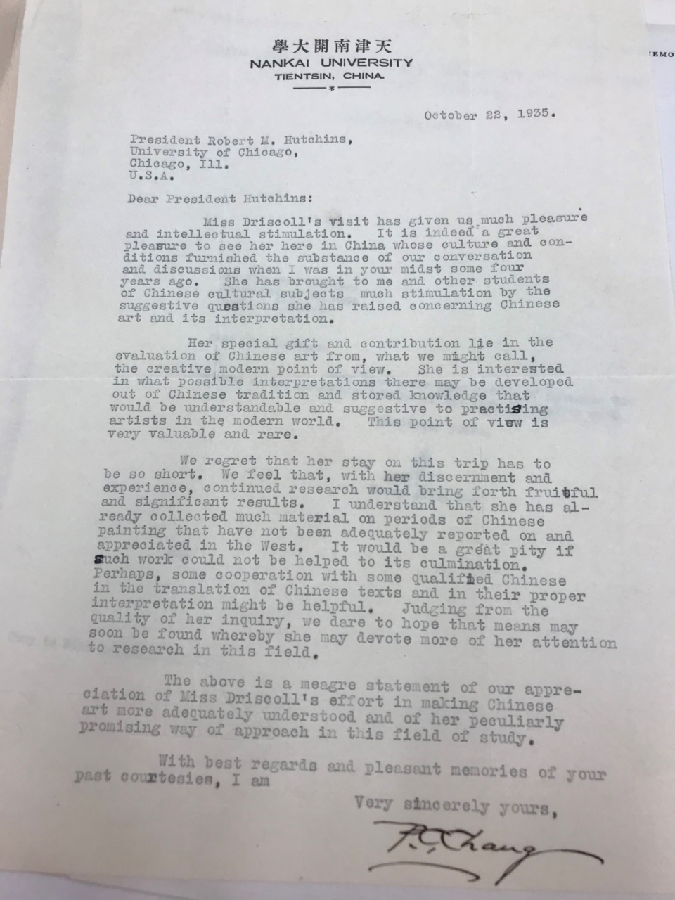 學大開南津天
NANKAI UNIVERSITY
TIENTSIN, CHINA.
October 22, 1935.
President Robert M. Hutchins,
University of Chicago,
Chicago, Ill.
U.S.A.
Dear President Hutchins:
Miss Driscoll's visit has given us much pleasure
and intellectual stimulation. It is indeed a great
pleasure to see her here in China whose culture and con-
ditions furnished the substance of our conversation
and discussions when I was in your midst some four
years ago. She has brought to me and other students
of Chinese cultural subjects much stimulation by the
suggestive questions she has raised concerning Chinese
art and its interpretation.
Her special gift and contribution lie in the
evaluation of Chinese art from, what we might call,
the creative modern point of view. She is interested
in what possible interpretations there may be developed
out of Chinese tradition and stored knowledge that
would be understandable and suggestive to practising
artists in the modern world. This point of view is
very valuable and rare.
We regret that her stay on this trip has to
be so short. We feel that, with her discernment and
experience, continued research would bring forth fruitful
and significant results. I understand that she has al-
ready collected much material on periods of Chinese
painting that have not been adequately reported on and
appreciated in the West. It would be a great pity if
such work could not be helped to its culmination.
Perhaps, some cooperation with some qualified Chinese
in the translation of Chinese texts and in their proper
interpretation might be helpful. Judging from the
quality of her inquiry, we dare to hope that means may
soon be found whereby she may devote more of her attention
to research in this field.
The above is a meagre statement of our appre-
ciation of Miss Driscoll's effort in making Chinese
art more adequately understood and of her peculiarly
promising way of approach in this field of study.
With best regards and pleasant memories of your
past courtesies, I am
Very sincerely yours,
P.C. Chang